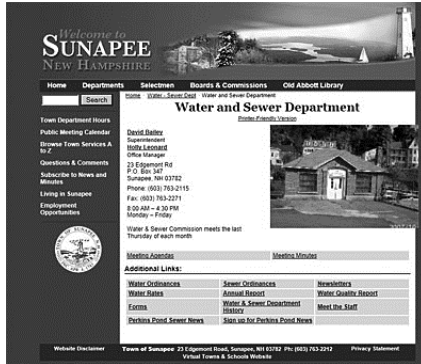 Welcome to
SUNAPEE
NEW HAMPSHIRE
Home Departments Selectmen Boards & Commissions Old Abbott Library
Search
Home - Water - Sewer Dept - Water and Sewer Department
Water and Sewer Department
Printer-Friendly Version
Town Department Hours
Public Meeting Calendar
Browse Town Services A
to Z
Questions & Comments
Subscribe to News and
Minutes
Living in Sunapee
Employment
Opportunities
David Bailey
Superintendent
Holly Leonard
Office Manager
23 Edgemont Rd
P.O. Box 347
Sunapee, NH 03782
Phone: (603) 763-2115
Fax: (603) 763-2271
8:00 AM – 4:30 PM
Monday – Friday
Water & Sewer Commission meets the last
Thursday of each month
Meeting Agendas Meeting Minutes
Additional Links:
Water Ordinances Sewer Ordinances Newsletters
Water Rates Annual Report Water Quality Report
Forms Water & Sewer Department
History Meet the Staff
Perkins Pond Sewer News Sign up for Perkins Pond News
Website Disclaimer Town of Sunapee 23 Edgemont Road, Sunapee, NH 03782 Ph: (603) 763-2212 Privacy Statement
Virtual Towns & Schools Website